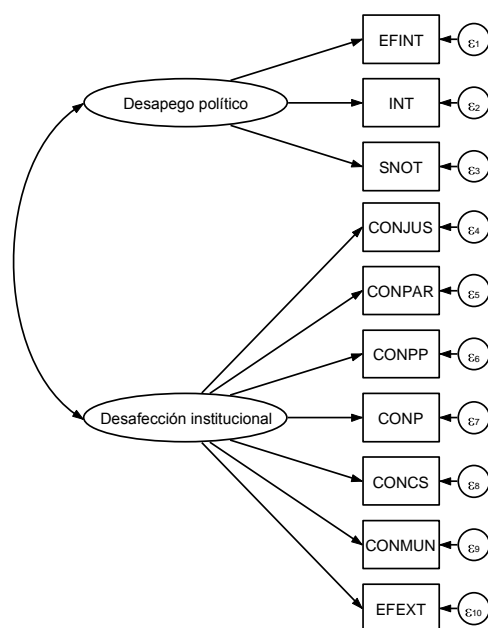 EFINT
ε1
Desapego político
INT
ε2
SNOT
ε3
CONJUS
ε4
CONPAR
ε5
CONPP
ε6
Desafección institucional
CONP
ε7
CONCS
ε8
CONMUN
ε9
EFEXT
ε10